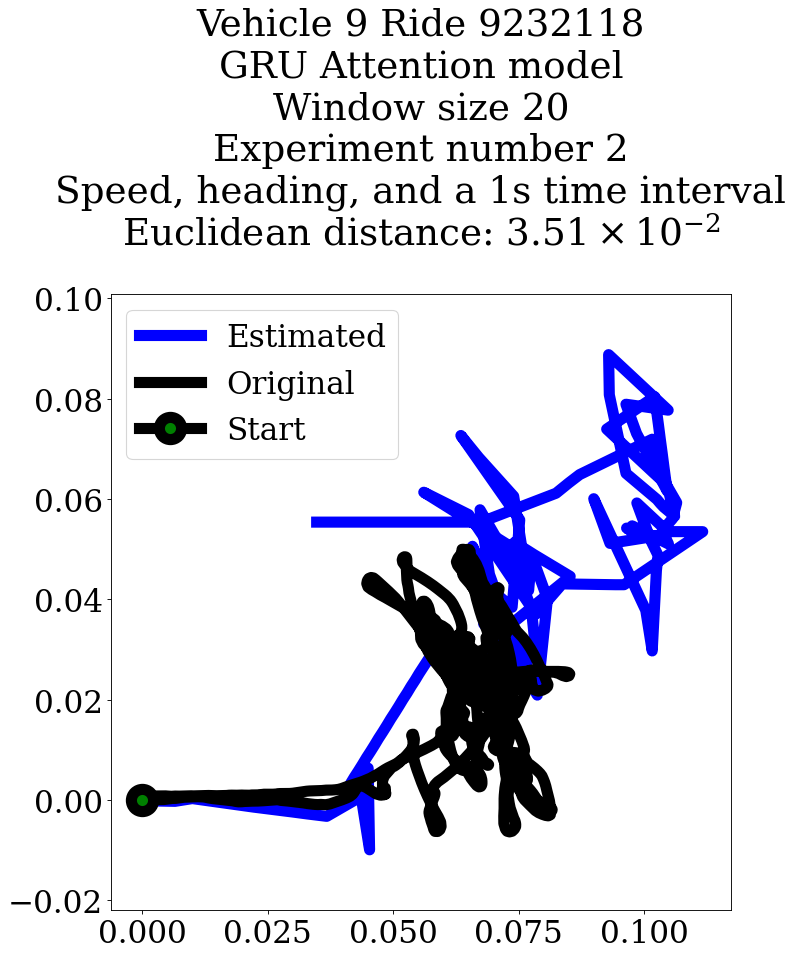 Vehicle 9 Ride 9232118
GRU Attention model
Window size 20
Experiment number 2
Speed, heading, and a 1s time interval
Euclidean distance: 3.51 × 10⁻²
0.10
Estimated
Original
Start
0.08
0.06
0.04
0.02
0.00
−0.02
0.000 0.025 0.050 0.075 0.100